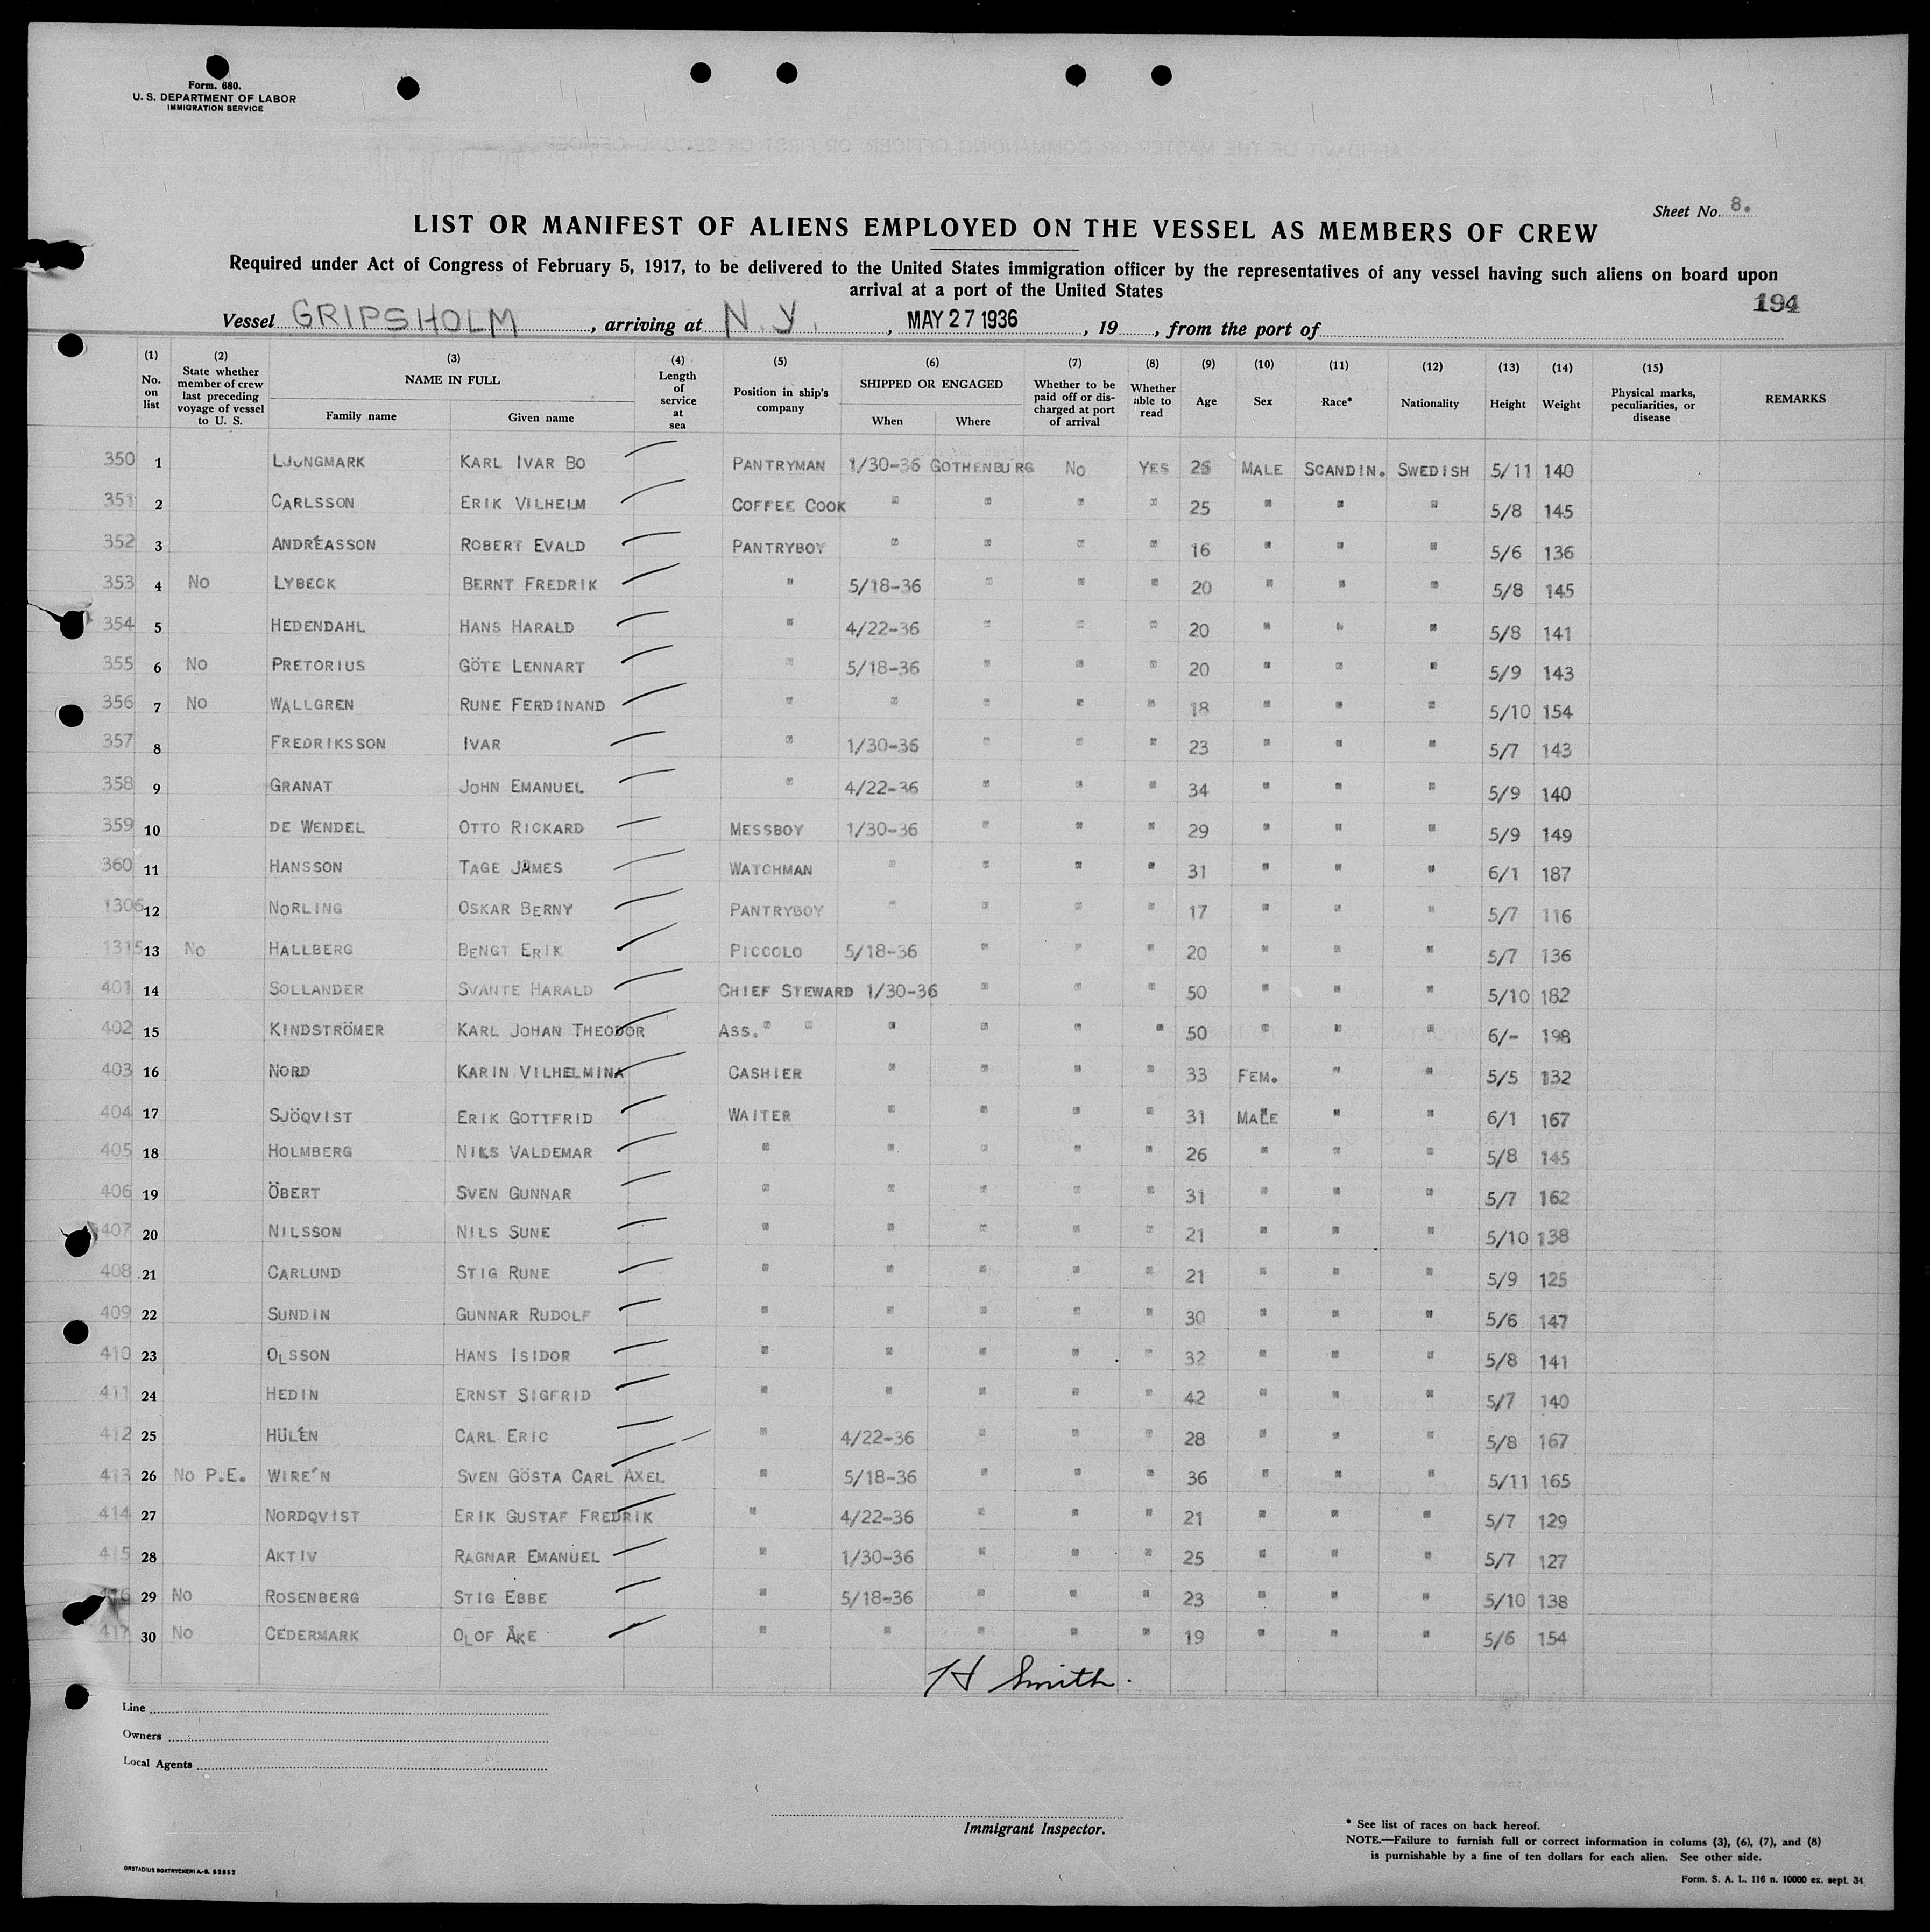 Form. 680.
U. S. DEPARTMENT OF LABOR
IMMIGRATION SERVICE
Sheet No. 8.
LIST OR MANIFEST OF ALIENS EMPLOYED ON THE VESSEL AS MEMBERS OF CREW
Required under Act of Congress of February 5, 1917, to be delivered to the United States immigration officer by the representatives of any vessel having such aliens on board upon
arrival at a port of the United States
194
Vessel GRIPSHOLM, arriving at N.Y., MAY 27 1936, 19, from the port of
(1) No. on list (2) State whether member of crew last preceding voyage of vessel to U. S. (3) NAME IN FULL Family name Given name (4) Length of service at sea (5) Position in ship's company (6) SHIPPED OR ENGAGED When Where (7) Whether to be paid off or discharged at port of arrival (8) Whether able to read (9) Age (10) Sex (11) Race* (12) Nationality (13) Height (14) Weight (15) Physical marks, peculiarities, or disease REMARKS
350 1 LJUNGMARK KARL IVAR BO PANTRYMAN 1/30-36 GOTHENBURG NO YES 26 MALE SCANDIN. SWEDISH 5/11 140
351 2 CARLSSON ERIK VILHELM COFFEE COOK " " " " 25 " " " 5/8 145
352 3 ANDRÉASSON ROBERT EVALD PANTRYBOY " " " " 16 " " " 5/6 136
353 4 NO LYBECK BERNT FREDRIK " 5/18-36 " " " 20 " " " 5/8 145
354 5 HEDENDAHL HANS HARALD " 4/22-36 " " " 20 " " " 5/8 141
355 6 NO PRETORIUS GÖTE LENNART " 5/18-36 " " " 20 " " " 5/9 143
356 7 NO WALLGREN RUNE FERDINAND " " " " " 18 " " " 5/10 154
357 8 FREDRIKSSON IVAR " 1/30-36 " " " 23 " " " 5/7 143
358 9 GRANAT JOHN EMANUEL " 4/22-36 " " " 34 " " " 5/9 140
359 10 DE WENDEL OTTO RICKARD MESSBOY 1/30-36 " " " 29 " " " 5/9 149
360 11 HANSSON TAGE JAMES WATCHMAN " " " " 31 " " " 6/1 187
1306 12 NORLING OSKAR BERNY PANTRYBOY " " " " 17 " " " 5/7 116
1315 13 NO HALLBERG BENGT ERIK PICCOLO 5/18-36 " " " 20 " " " 5/7 136
401 14 SOLLANDER SVANTE HARALD CHIEF STEWARD 1/30-36 " " " 50 " " " 5/10 182
402 15 KINDSTRÖMER KARL JOHAN THEODOR ASS. " " " " " " 50 " " " 6/- 198
403 16 NORD KARIN VILHELMINA CASHIER " " " " 33 FEM. " " 5/5 132
404 17 SJÖQVIST ERIK GOTTFRID WAITER " " " " 31 MALE " " 6/1 167
405 18 HOLMBERG NILS VALDEMAR " " " " " 26 " " " 5/8 145
406 19 ÖBERT SVEN GUNNAR " " " " " 31 " " " 5/7 162
407 20 NILSSON NILS SUNE " " " " " 21 " " " 5/10 138
408 21 CARLUND STIG RUNE " " " " " 21 " " " 5/9 125
409 22 SUNDIN GUNNAR RUDOLF " " " " " 30 " " " 5/6 147
410 23 OLSSON HANS ISIDOR " " " " " 32 " " " 5/8 141
411 24 HEDIN ERNST SIGFRID " " " " " 42 " " " 5/7 140
412 25 HÜLÉN CARL ERIC " 4/22-36 " " " 28 " " " 5/8 167
413 26 NO P.E. WIRE'N SVEN GÖSTA CARL AXEL " 5/18-36 " " " 36 " " " 5/11 165
414 27 NORDQVIST ERIK GUSTAF FREDRIK " 4/22-36 " " " 21 " " " 5/7 129
415 28 AKTIV RAGNAR EMANUEL " 1/30-36 " " " 25 " " " 5/7 127
416 29 NO ROSENBERG STIG EBBE " 5/18-36 " " " 23 " " " 5/10 138
417 30 NO CEDERMARK OLOF ÅKE " " " " " 19 " " " 5/6 154
H Smith.
Line
Owners
Local Agents
Immigrant Inspector.
* See list of races on back hereof.
NOTE.—Failure to furnish full or correct information in colums (3), (6), (7), and (8)
is purnishable by a fine of ten dollars for each alien. See other side.
ORSTADIUS BOKTRYCKERI A.-B. 52852
Form. S. A. L. 116 n. 10000 ex. sept. 34